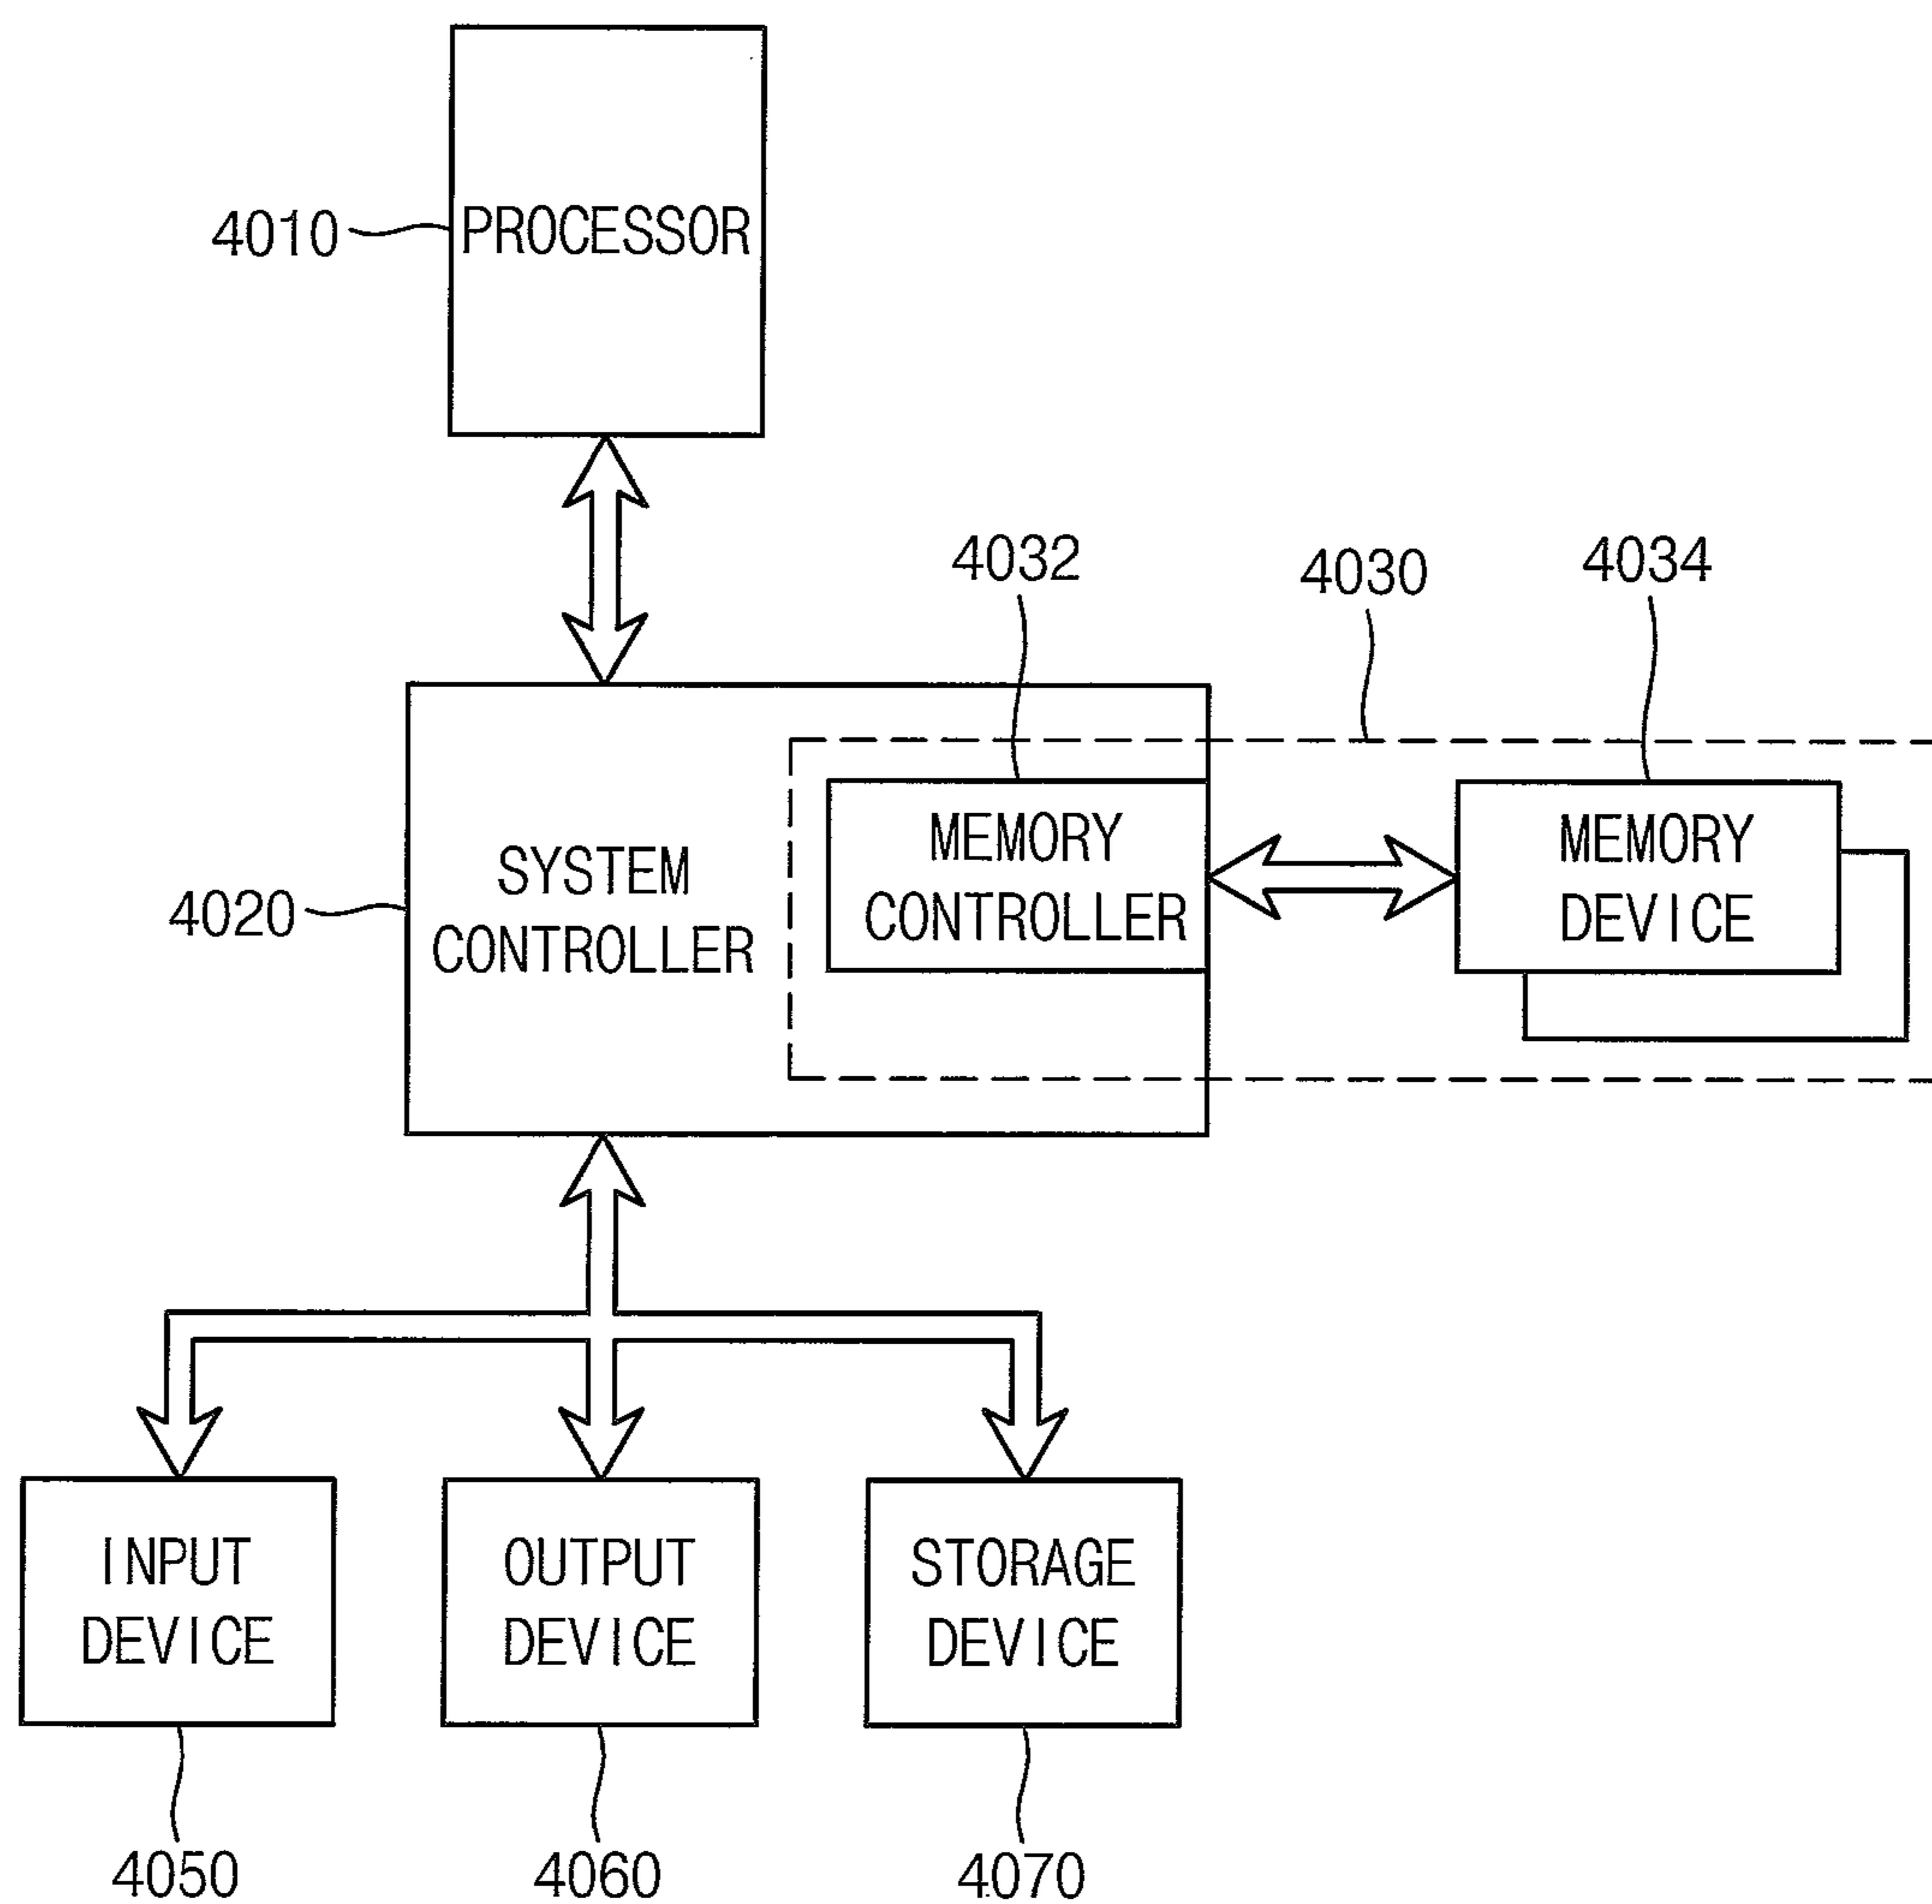 4010
PROCESSOR
4032
4030
4034
4020
SYSTEM
CONTROLLER
MEMORY
CONTROLLER
MEMORY
DEVICE
INPUT
DEVICE
OUTPUT
DEVICE
STORAGE
DEVICE
4050
4060
4070